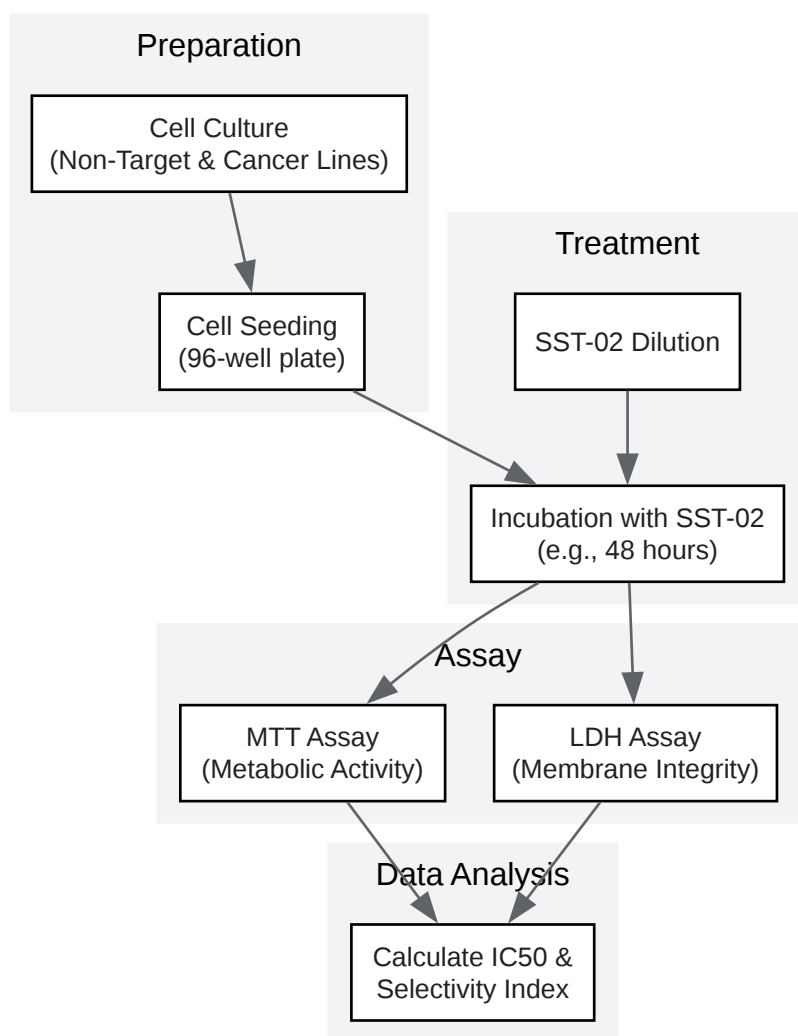 Preparation
Cell Culture
(Non-Target & Cancer Lines)
Cell Seeding
(96-well plate)
Treatment
SST-02 Dilution
Incubation with SST-02
(e.g., 48 hours)
Assay
MTT Assay
(Metabolic Activity)
LDH Assay
(Membrane Integrity)
Data Analysis
Calculate IC50 &
Selectivity Index